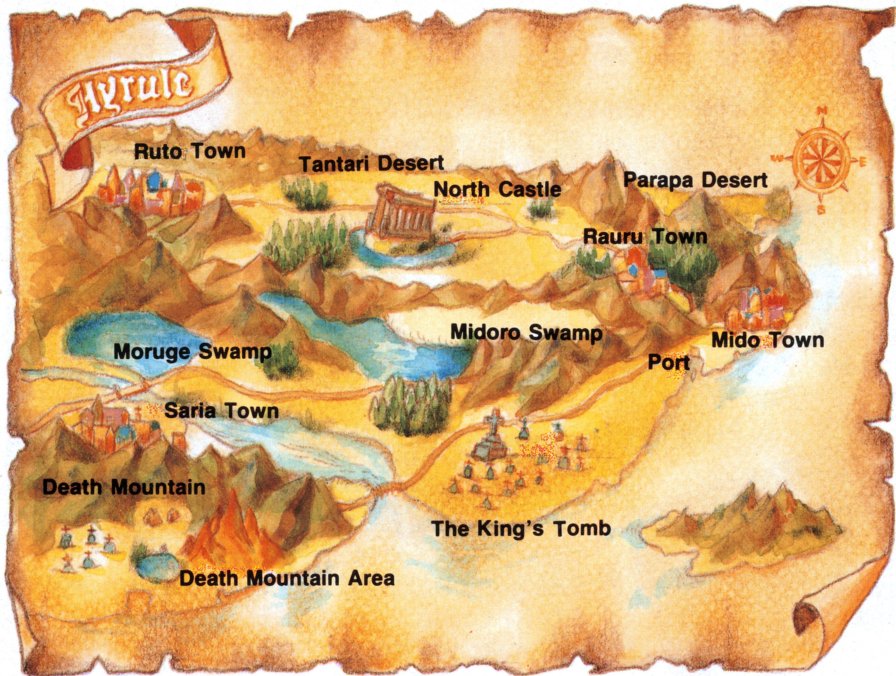 Hyrule
Ruto Town
Tantari Desert
North Castle
Parapa Desert
N
W E
S
Rauru Town
Midoro Swamp
Mido Town
Moruge Swamp
Port
Saria Town
Death Mountain
The King's Tomb
Death Mountain Area